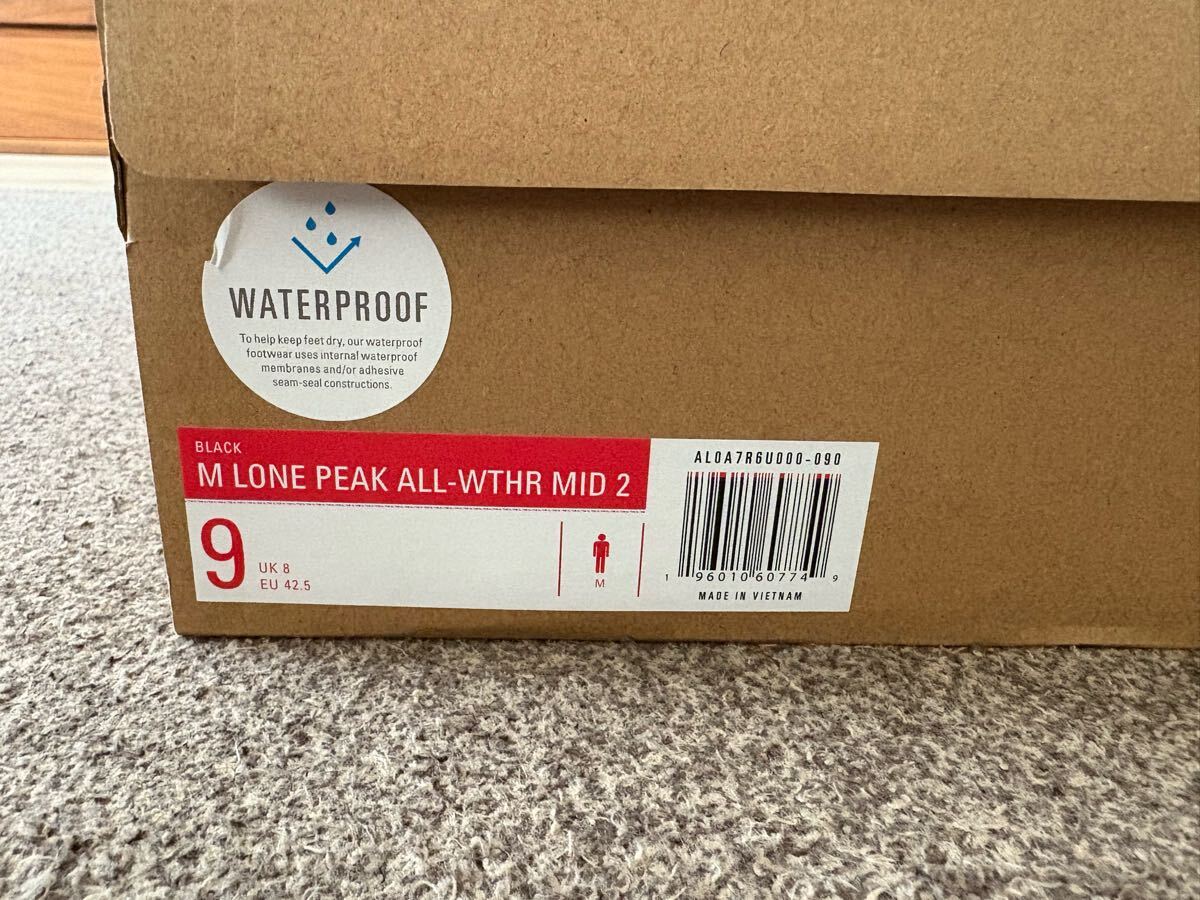 WATERPROOF
To help keep feet dry, our waterproof
footwear uses internal waterproof
membranes and/or adhesive
seam-seal constructions.
BLACK
M LONE PEAK ALL-WTHR MID 2
9
UK 8
EU 42.5
M
AL0A7R6U000-090
1 96010 60774 9
MADE IN VIETNAM